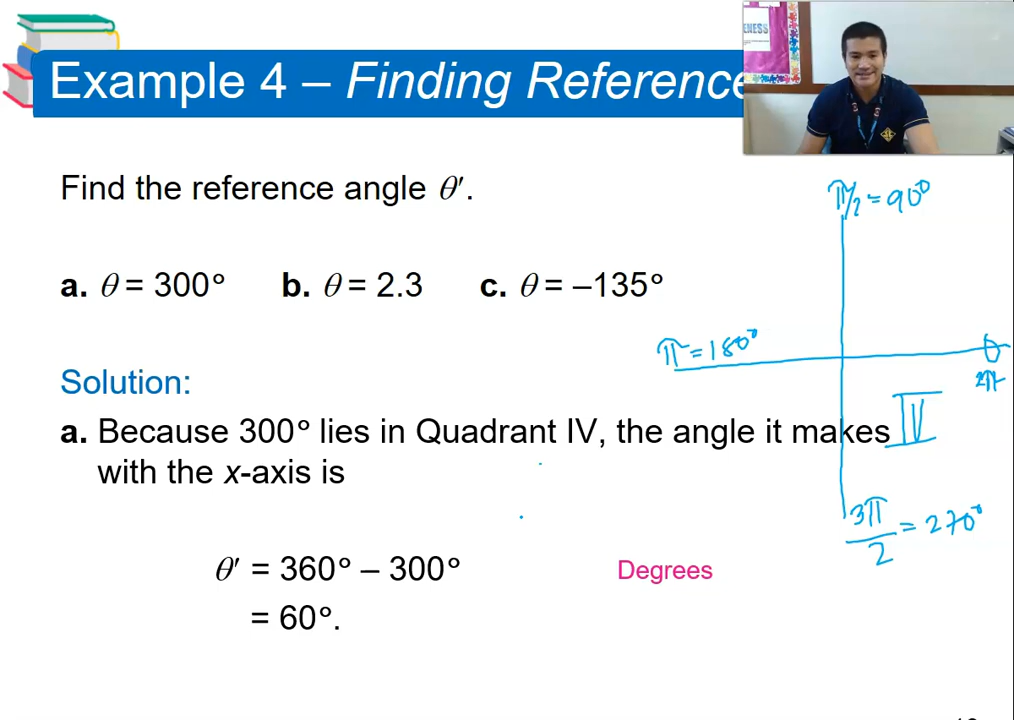 ENESS
Example 4 – Finding Reference
Find the reference angle θ′.
π/2 = 90°
a. θ = 300° b. θ = 2.3 c. θ = –135°
π = 180°
0
2π
Solution:
IV
a. Because 300° lies in Quadrant IV, the angle it makes
with the x-axis is
3π/2 = 270°
θ′ = 360° – 300° Degrees
= 60°.